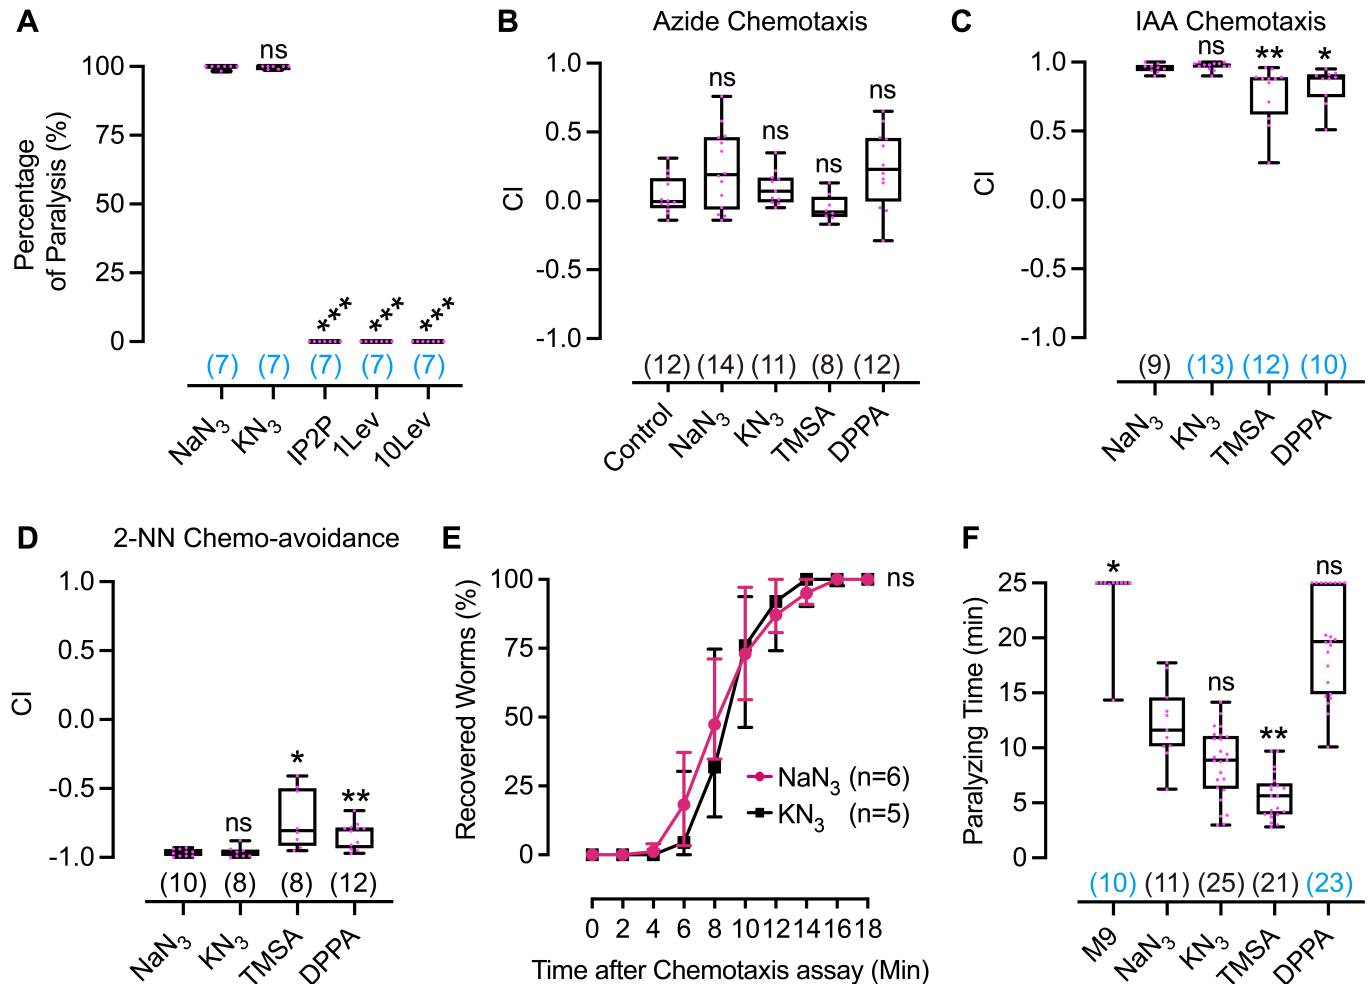 A
Percentage
of Paralysis (%)
100
75
50
25
0
ns
***
***
***
(7) (7) (7) (7) (7)
NaN3 KN3 IP2P 1Lev 10Lev
B Azide Chemotaxis
CI
1.0
0.5
0.0
-0.5
-1.0
ns ns ns ns
(12) (14) (11) (8) (12)
Control NaN3 KN3 TMSA DPPA
C IAA Chemotaxis
CI
1.0
0.5
0.0
-0.5
-1.0
ns ** *
(9) (13) (12) (10)
NaN3 KN3 TMSA DPPA
D 2-NN Chemo-avoidance
CI
1.0
0.5
0.0
-0.5
-1.0
ns * **
(10) (8) (8) (12)
NaN3 KN3 TMSA DPPA
E
Recovered Worms (%)
100
75
50
25
0
ns
NaN3 (n=6)
KN3 (n=5)
0 2 4 6 8 10 12 14 16 18
Time after Chemotaxis assay (Min)
F
Paralyzing Time (min)
25
20
15
10
5
0
* ns ** ns
(10) (11) (25) (21) (23)
M9 NaN3 KN3 TMSA DPPA